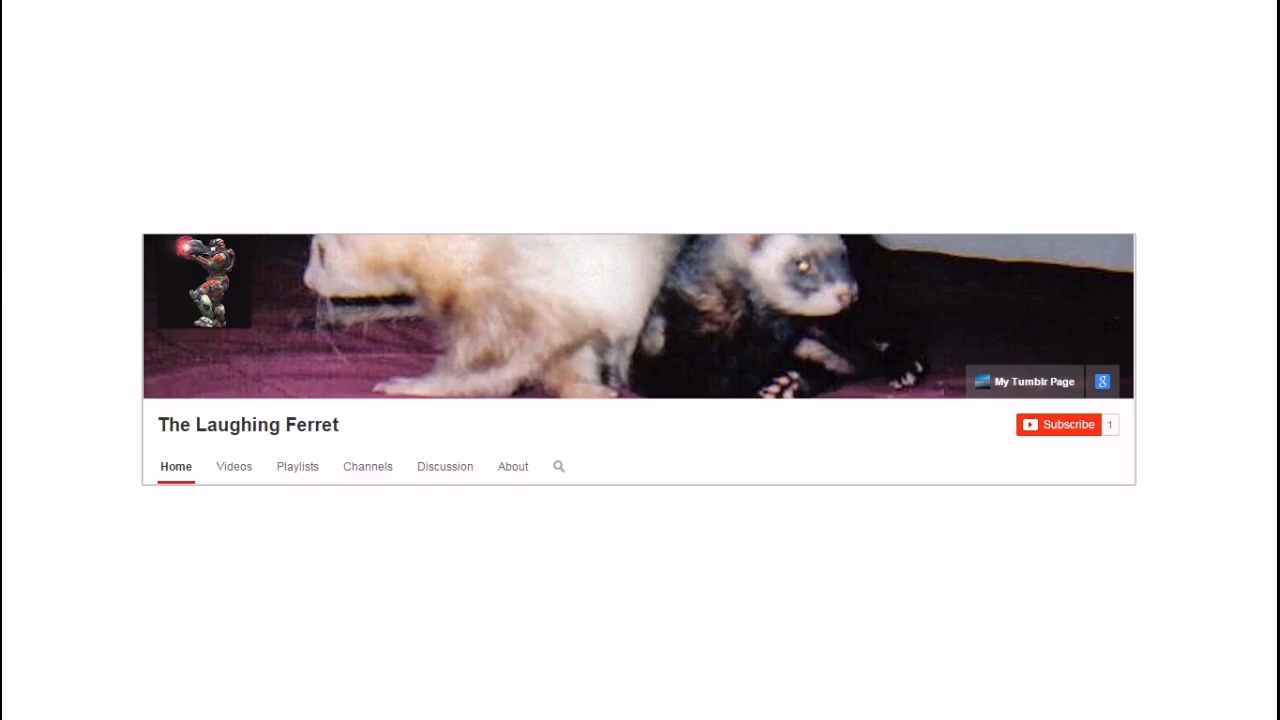 My Tumblr Page
The Laughing Ferret
Subscribe 1
Home Videos Playlists Channels Discussion About